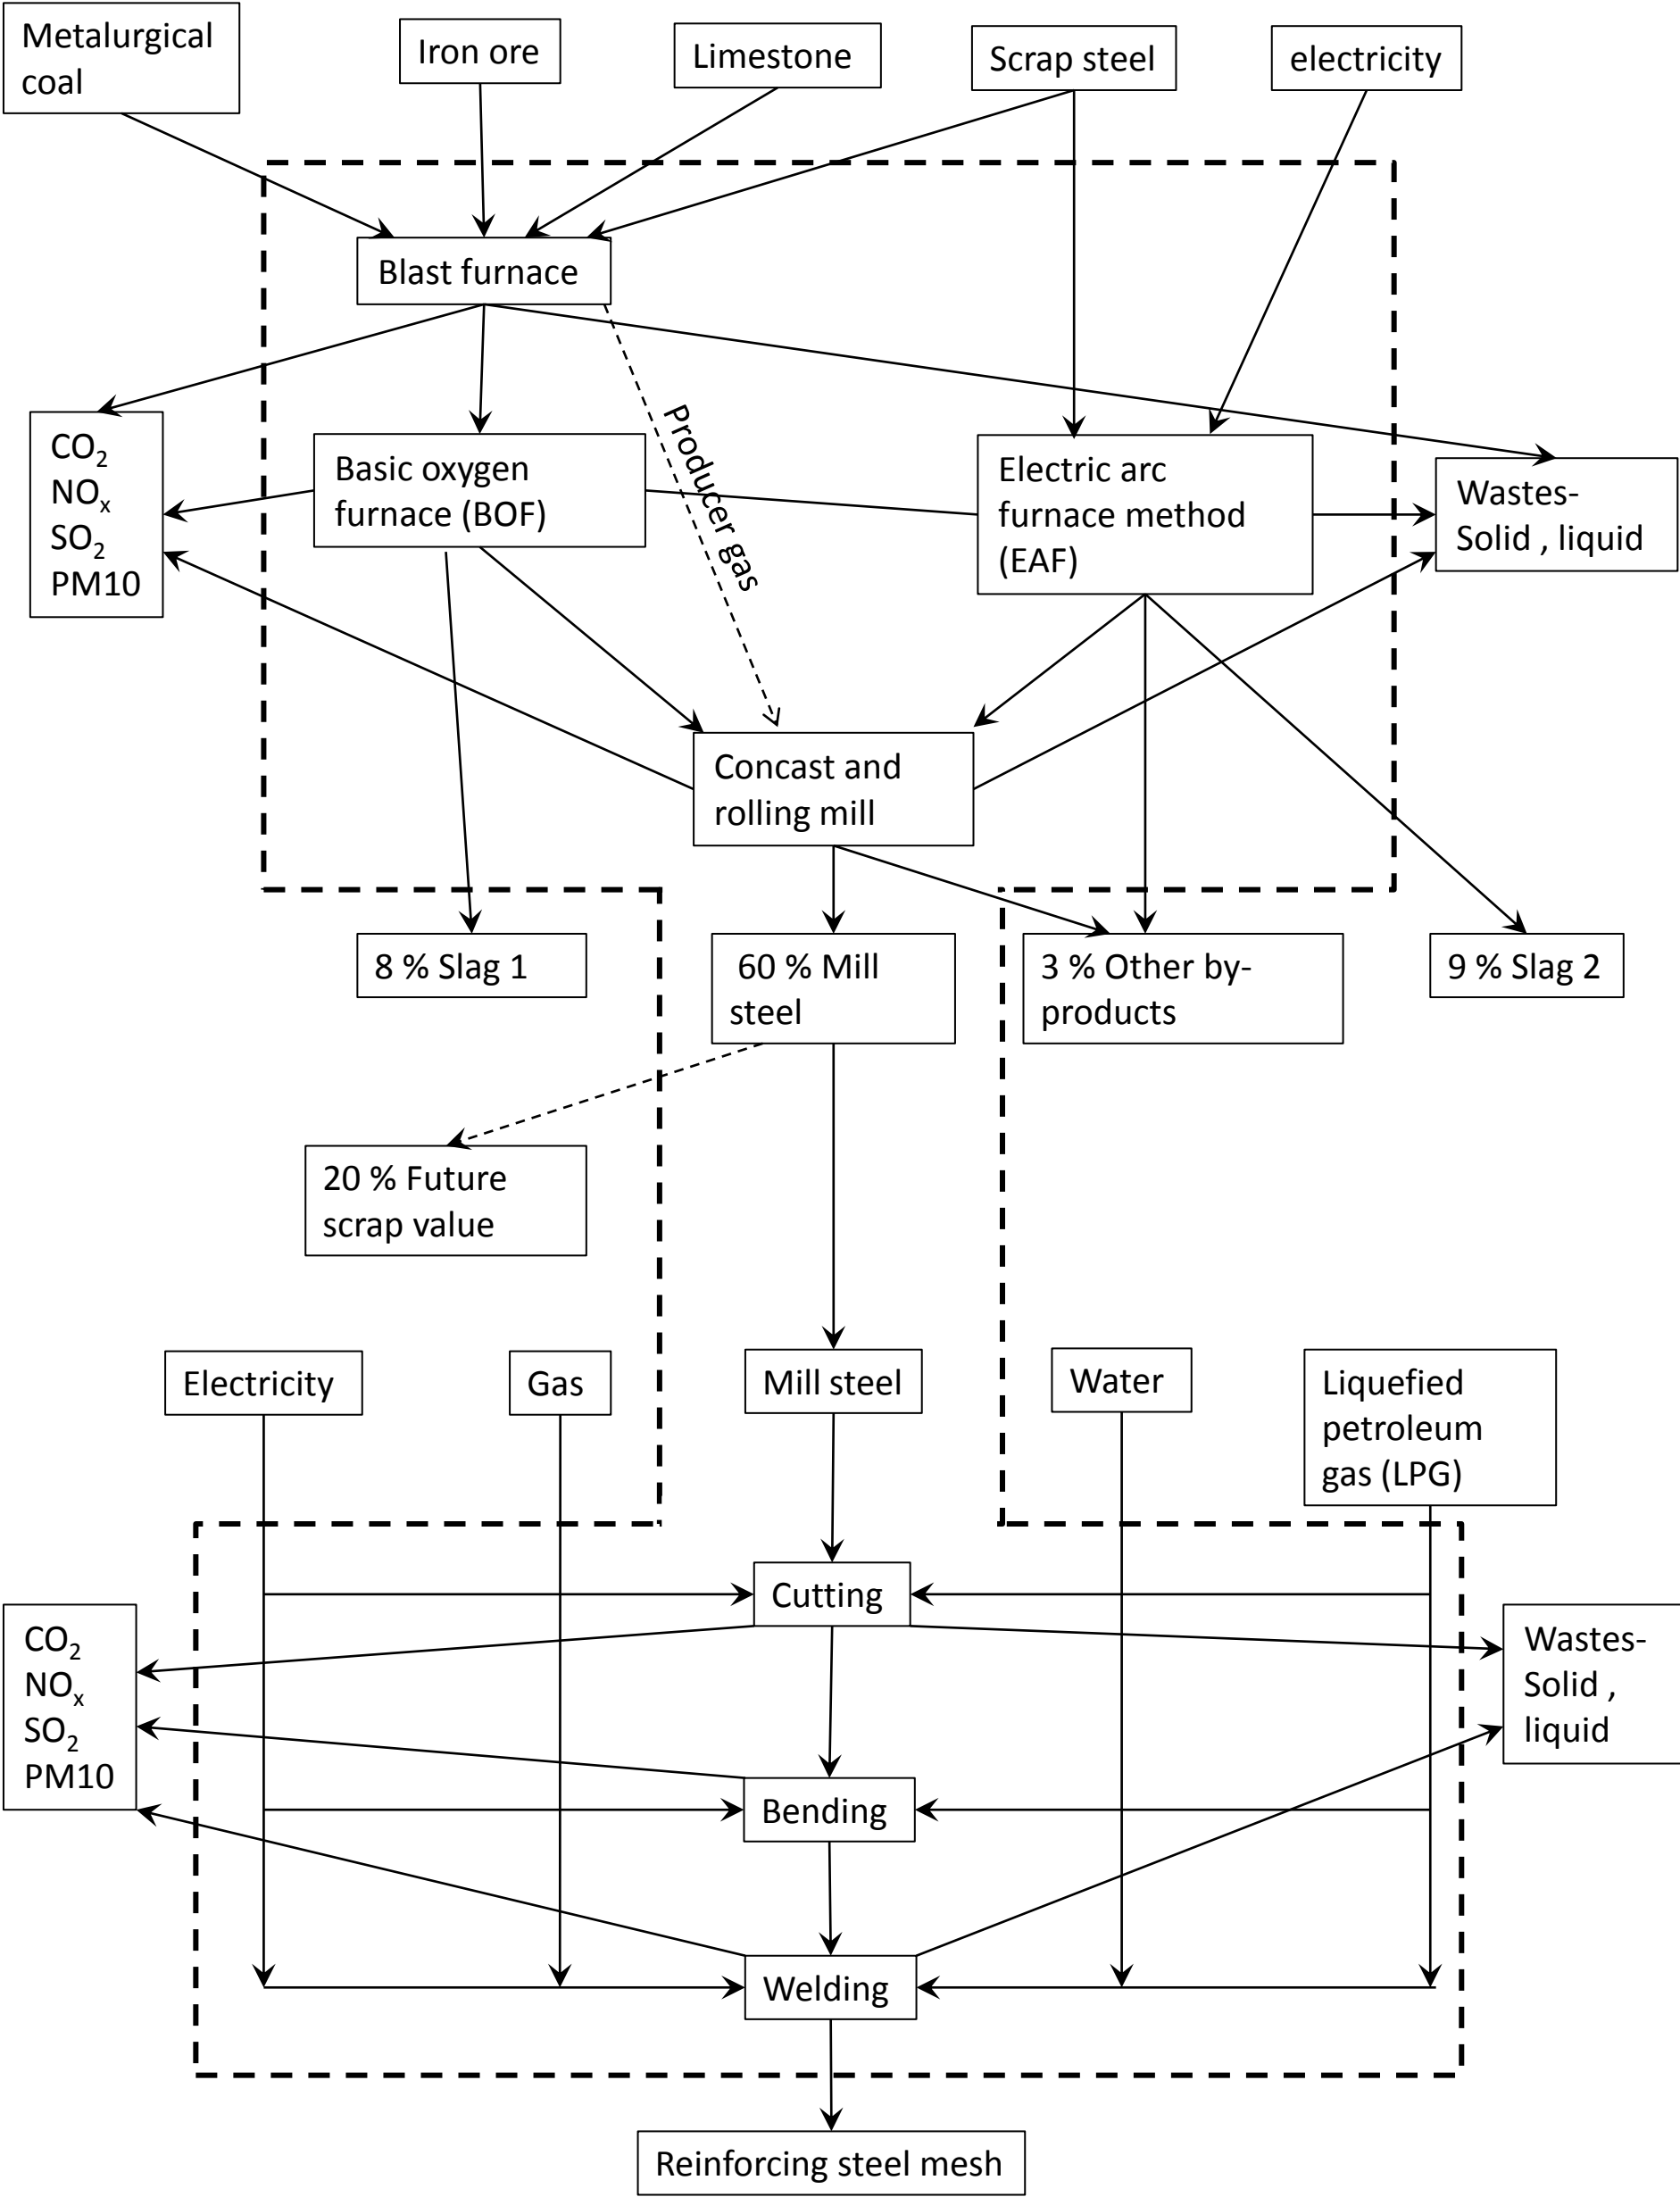 Metalurgical
coal
Iron ore
Limestone
Scrap steel
electricity
Blast furnace
Producer gas
CO₂
NOₓ
SO₂
PM10
Basic oxygen
furnace (BOF)
Electric arc
furnace method
(EAF)
Wastes-
Solid , liquid
Concast and
rolling mill
8 % Slag 1
60 % Mill
steel
3 % Other by-
products
9 % Slag 2
20 % Future
scrap value
Electricity
Gas
Mill steel
Water
Liquefied
petroleum
gas (LPG)
Cutting
CO₂
NOₓ
SO₂
PM10
Wastes-
Solid ,
liquid
Bending
Welding
Reinforcing steel mesh